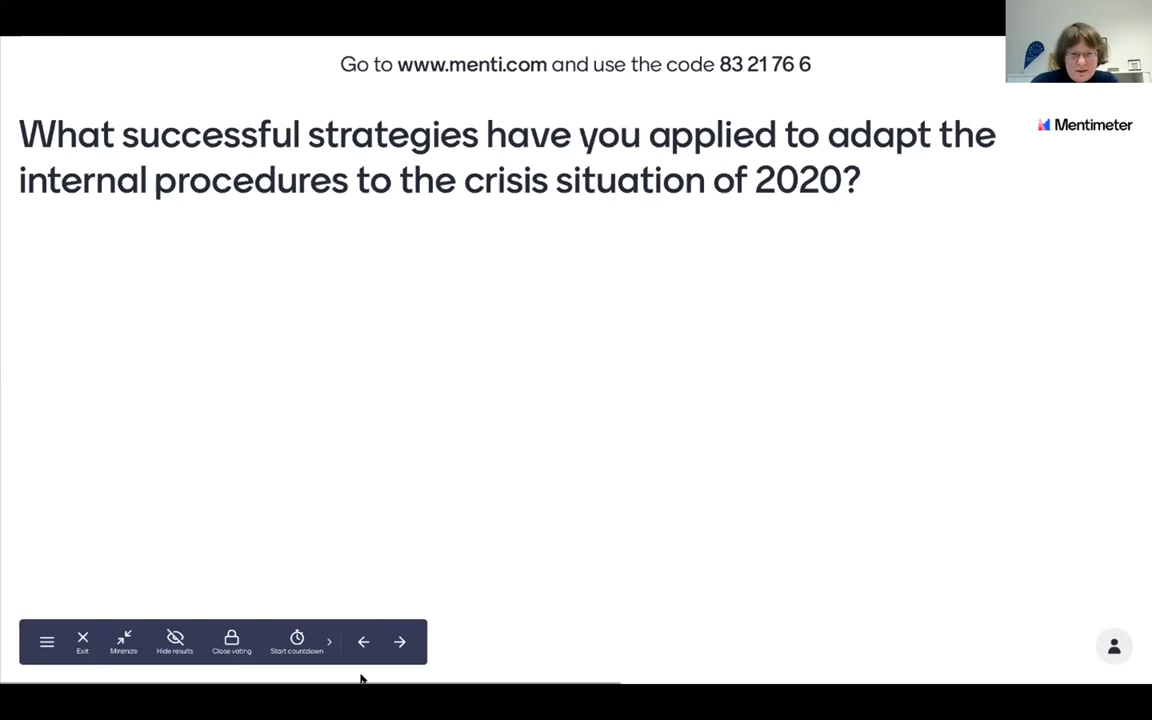 Go to www.menti.com and use the code 83 21 76 6
Mentimeter
What successful strategies have you applied to adapt the
internal procedures to the crisis situation of 2020?
Exit
Minimize
Hide results
Close voting
Start countdown